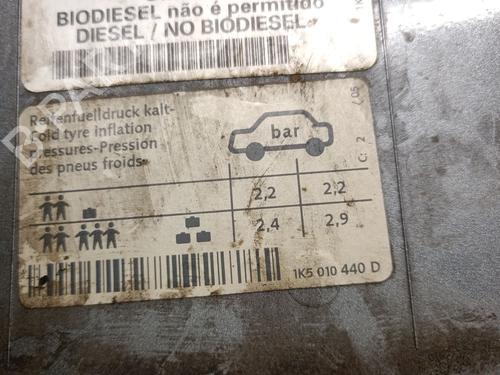 BIODIESEL não é permitido
DIESEL / NO BIODIESEL
Reifenfuelldruck kalt-
Cold tyre inflation
pressures-Pression
des pneus froids
bar
2,2 2,2
2,4 2,9
1K5 010 440 D